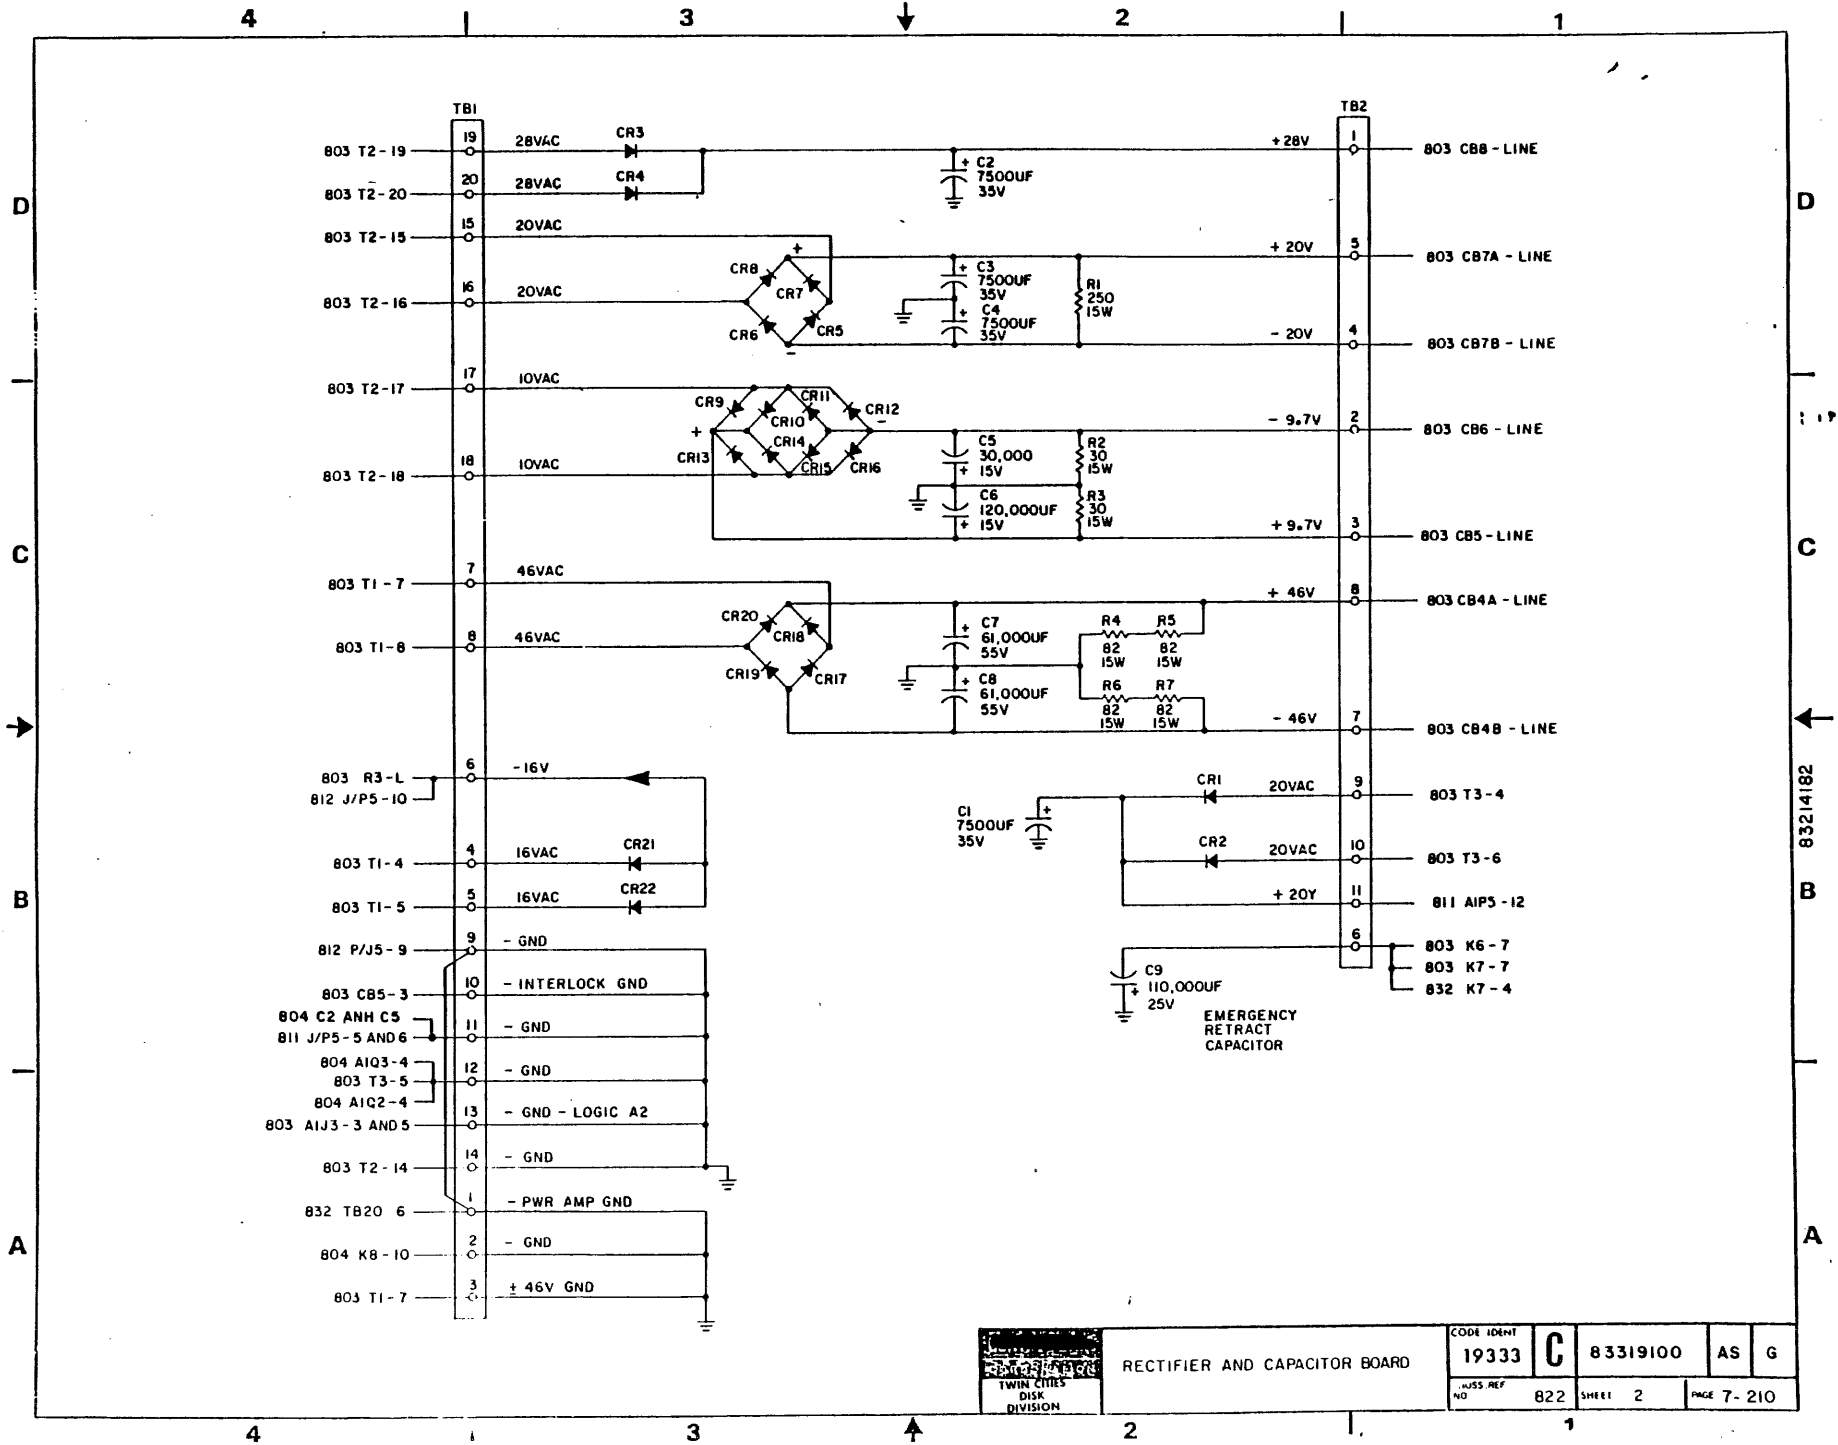 4 3 2 1
TB1
TB2
803 T2-19 19 28VAC CR3 +28V 1 803 CB8-LINE
803 T2-20 20 28VAC CR4
+ C2
7500UF
35V
D D
803 T2-15 15 20VAC
803 T2-16 16 20VAC
+
CR8
CR7
CR6
CR5
-
+ C3
7500UF
35V
+ C4
7500UF
35V
R1
250
15W
+ 20V 5 803 CB7A - LINE
- 20V 4 803 CB7B - LINE
803 T2-17 17 10VAC
803 T2-18 18 10VAC
CR9
CR11
CR12
CR10
+ -
CR14
CR13
CR15
CR16
C5
30,000
+ 15V
C6
120,000UF
+ 15V
R2
30
15W
R3
30
15W
- 9.7V 2 803 CB6-LINE
+ 9.7V 3 803 CB5-LINE
C C
803 T1-7 7 46VAC
803 T1-8 8 46VAC
CR20
CR18
CR19
CR17
+ C7
61,000UF
55V
+ C8
61,000UF
55V
R4 R5
82 82
15W 15W
R6 R7
82 82
15W 15W
+ 46V 8 803 CB4A-LINE
- 46V 7 803 CB4B - LINE
803 R3-L 6 -16V
812 J/P5-10
803 T1-4 4 16VAC CR21
803 T1-5 5 16VAC CR22
C1
7500UF
35V
+
CR1 20VAC 9 803 T3-4
CR2 20VAC 10 803 T3-6
+ 20Y 11 811 A1P5-12
83214182
B B
6 803 K6-7
803 K7-7
832 K7-4
C9
+ 110,000UF
25V
EMERGENCY
RETRACT
CAPACITOR
812 P/J5-9 9 - GND
803 CB5-3 10 - INTERLOCK GND
804 C2 ANH C5
811 J/P5-5 AND 6 11 - GND
804 A1Q3-4
803 T3-5 12 - GND
804 A1Q2-4
803 A1J3-3 AND 5 13 - GND - LOGIC A2
803 T2-14 14 - GND
832 TB20 6 1 - PWR AMP GND
804 K8-10 2 - GND
803 T1-7 3 ± 46V GND
A A
TWIN CITIES
DISK
DIVISION
RECTIFIER AND CAPACITOR BOARD
CODE IDENT
19333
C
83319100
AS
G
REF
NO 822
SHEET 2
PAGE 7-210
4 3 2 1